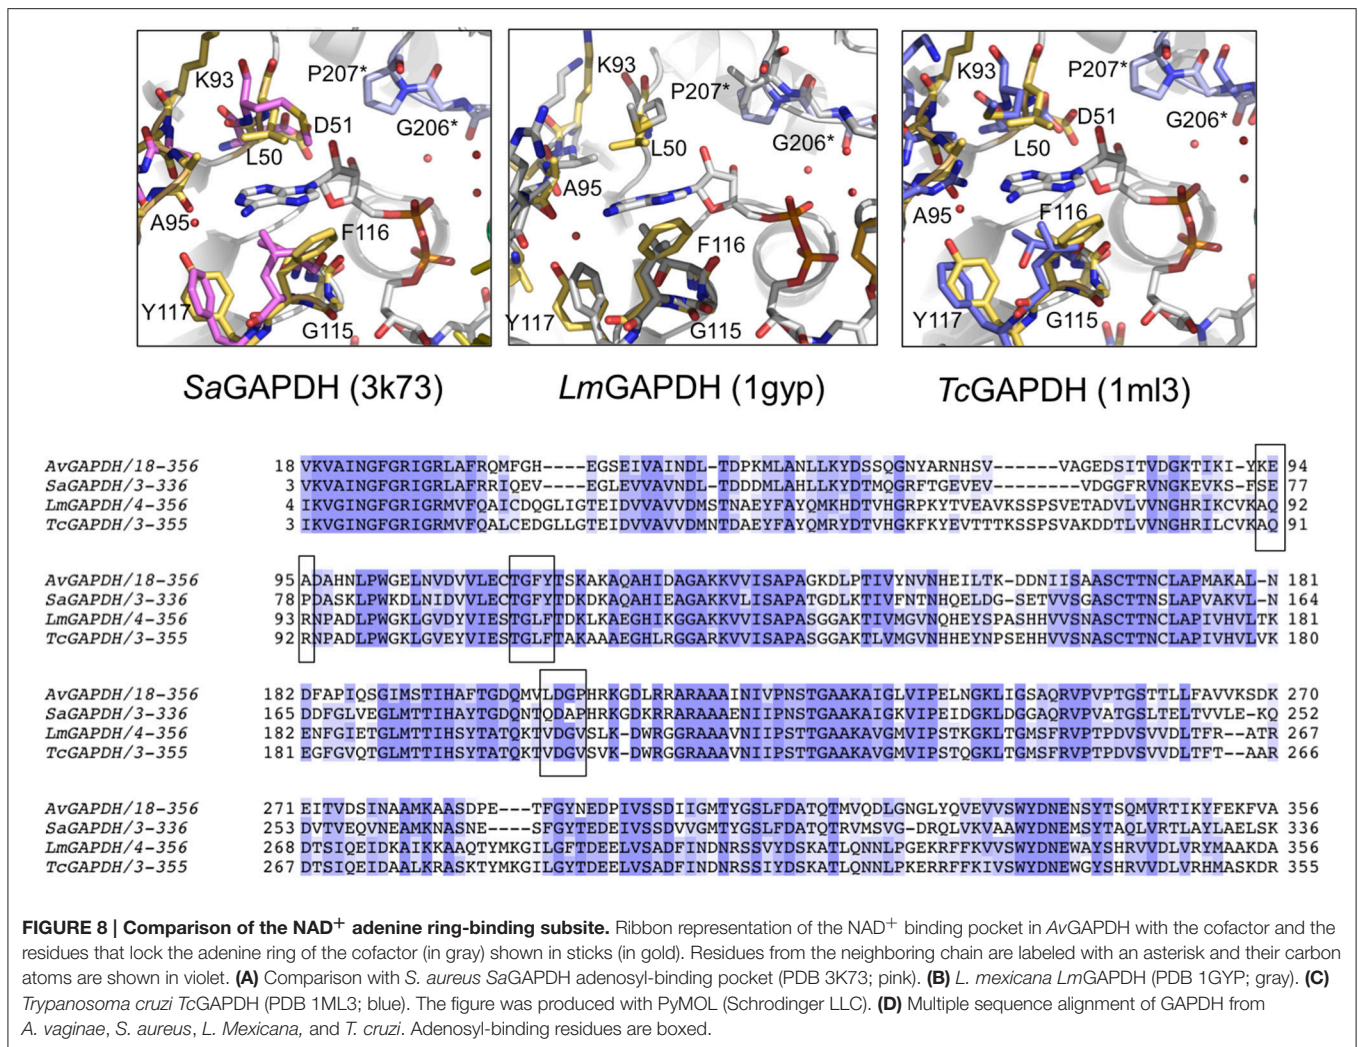 K93
P207*
D51
G206*
L50
A95
F116
Y117
G115
K93
P207*
L50
G206*
A95
F116
Y117
G115
K93
P207*
D51
G206*
L50
A95
F116
Y117
G115
SaGAPDH (3k73)
LmGAPDH (1gyp)
TcGAPDH (1ml3)
AvGAPDH/18-356 18 VKVAINGFGRIGRLAFRQMFGH----EGSEIVAINDL-TDPKMLANLLKYDSSQGNYARNHSV------VAGEDSITVDGKTIKI-YKE 94
SaGAPDH/3-336 3 VKVAINGFGRIGRLAFRRIQEV----EGLEVVAVNDL-TDDDMLAHLLKYDTMQGRFTGEVEV------VDGGFRVNGKEVKS-FSE 77
LmGAPDH/4-356 4 IKVGINGFGRIGRMVFQAICDQGLIGTEIDVVAVVDMSTNAEYFAYQMKHDTVHGRPKYTVEAVKSSPSVETADVLVVNGHRIKCVKAQ 92
TcGAPDH/3-355 3 IKVGINGFGRIGRMVFQALCEDGLLGTEIDVVAVVDMNTDAEYFAYQMRYDTVHGKFKYEVTTTKSSPSVAKDDTLVVNGHRILCVKAQ 91
AvGAPDH/18-356 95 ADAHNLPWGELNVDVVLECTGFYTSKAKAQAHIDAGAKKVVISAPAGKDLPTIVYNVNHEILTK-DDNIISAASCTTNCLAPMAKAL-N 181
SaGAPDH/3-336 78 PDASKLPWKDLNIDVVLECTGFYTDKDKAQAHIEAGAKKVLISAPATGDLKTIVFNTNHQELDG-SETVVSGASCTTNSLAPVAKVL-N 164
LmGAPDH/4-356 93 RNPADLPWGKLGVDYVIESTGLFTDKLKAEGHIKGGAKKVVISAPASGGAKTIVMGVNQHEYSPASHHVVSNASCTTNCLAPIVHVLTK 181
TcGAPDH/3-355 92 RNPADLPWGKLGVEYVIESTGLFTAKAAAEGHLRGGARKVVISAPASGGAKTLVMGVNHHEYNPSEHHVVSNASCTTNCLAPIVHVLVK 180
AvGAPDH/18-356 182 DFAPIQSGIMSTIHAFTGDQMVLDGPHRKGDLRRARAAAINIVPNSTGAAKAIGLVIPELNGKLIGSAQRVPVPTGSTTLLFAVVKSDK 270
SaGAPDH/3-336 165 DDFGLVEGLMTTIHAYTGDQNTQDAPHRKGDKRRARAAAENIIPNSTGAAKAIGKVIPEIDGKLDGGAQRVPVATGSLTELTVVLE-KQ 252
LmGAPDH/4-356 182 ENFGIETGLMTTIHSYTATQKTVDGVSLK-DWRGGRAAAVNIIPSTTGAAKAVGMVIPSTKGKLTGMSFRVPTPDVSVVDLTFR--ATR 267
TcGAPDH/3-355 181 EGFGVQTGLMTTIHSYTATQKTVDGVSVK-DWRGGRAAAVNIIPSTTGAAKAVGMVIPSTQGKLTGMSFRVPTPDVSVVDLTFT--AAR 266
AvGAPDH/18-356 271 EITVDSINAAMKAASDPE---TFGYNEDPIVSSDIIGMTYGSLFDATQTMVQDLGNGLYQVEVVSWYDNENSYTSQMVRTIKYFEKFVA 356
SaGAPDH/3-336 253 DVTVEQVNEAMKNASNE----SFGYTEDEIVSSDVVGMTYGSLFDATQTRVMSVG-DRQLVKVAAWYDNEMSYTAQLVRTLAYLAELSK 336
LmGAPDH/4-356 268 DTSIQEIDKAIKKAAQTYMKGILGFTDEELVSADFINDNRSSVYDSKATLQNNLPGEKRFFKVVSWYDNEWAYSHRVVDLVRYMAAKDA 356
TcGAPDH/3-355 267 DTSIQEIDAALKRASKTYMKGILGYTDEELVSADFINDNRSSIYDSKATLQNNLPKERRFFKIVSWYDNEWGYSHRVVDLVRHMASKDR 355
FIGURE 8 | Comparison of the NAD+ adenine ring-binding subsite. Ribbon representation of the NAD+ binding pocket in AvGAPDH with the cofactor and the
residues that lock the adenine ring of the cofactor (in gray) shown in sticks (in gold). Residues from the neighboring chain are labeled with an asterisk and their carbon
atoms are shown in violet. (A) Comparison with S. aureus SaGAPDH adenosyl-binding pocket (PDB 3K73; pink). (B) L. mexicana LmGAPDH (PDB 1GYP; gray). (C)
Trypanosoma cruzi TcGAPDH (PDB 1ML3; blue). The figure was produced with PyMOL (Schrodinger LLC). (D) Multiple sequence alignment of GAPDH from
A. vaginae, S. aureus, L. Mexicana, and T. cruzi. Adenosyl-binding residues are boxed.